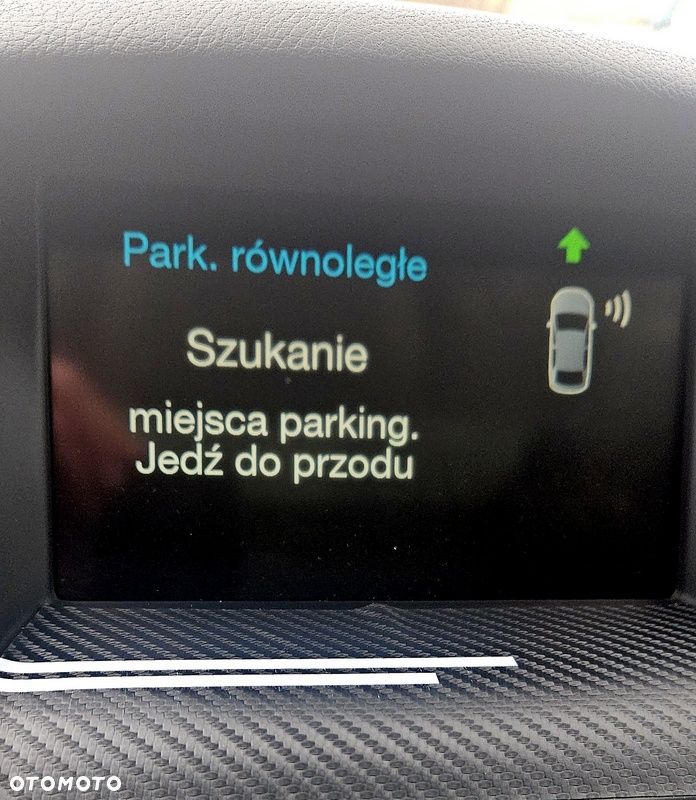 Park. równoległe
Szukanie
miejsca parking.
Jedź do przodu
OTOMOTO